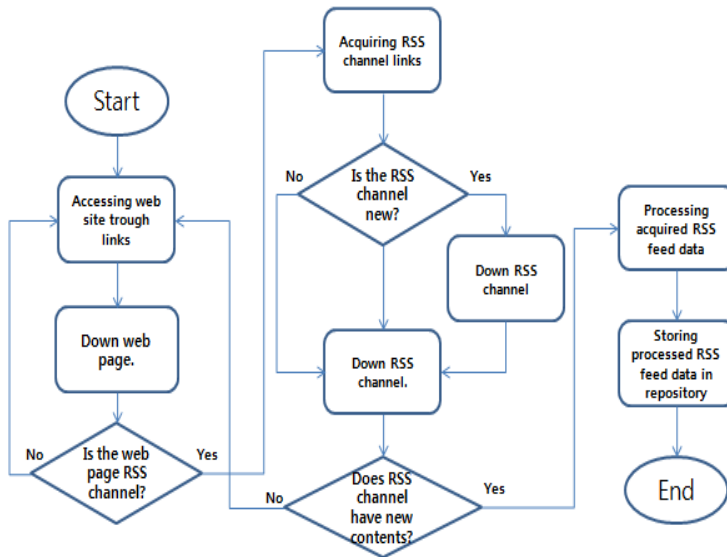 Start
Accessing web
site trough
links
Down web
page.
No
Is the web
page RSS
channel?
Yes
Acquiring RSS
channel links
No
Is the RSS
channel
new?
Yes
Down RSS
channel
Down RSS
channel.
No
Does RSS
channel
have new
contents?
Yes
Processing
acquired RSS
feed data
Storing
processed RSS
feed data in
repository
End